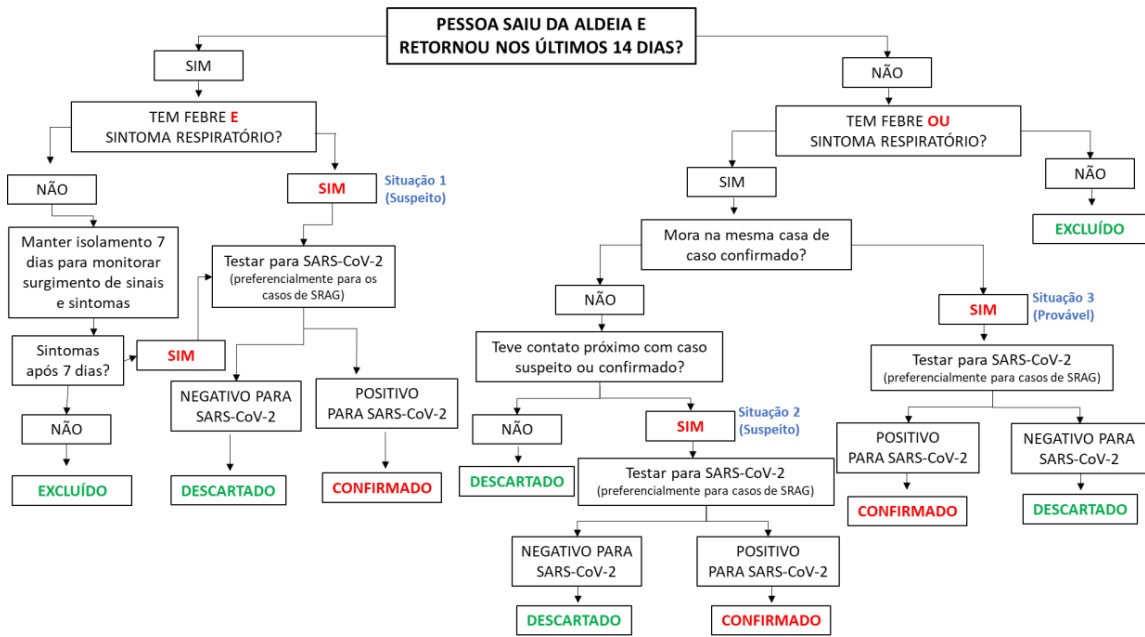 PESSOA SAIU DA ALDEIA E
RETORNOU NOS ÚLTIMOS 14 DIAS?
SIM
TEM FEBRE E
SINTOMA RESPIRATÓRIO?
NÃO
Manter isolamento 7
dias para monitorar
surgimento de sinais
e sintomas
Sintomas
após 7 dias?
NÃO
EXCLUÍDO
SIM
SIM
Situação 1
(Suspeito)
Testar para SARS-CoV-2
(preferencialmente para os
casos de SRAG)
NEGATIVO PARA
SARS-CoV-2
DESCARTADO
POSITIVO
PARA SARS-CoV-2
CONFIRMADO
NÃO
TEM FEBRE OU
SINTOMA RESPIRATÓRIO?
NÃO
EXCLUÍDO
SIM
Mora na mesma casa de
caso confirmado?
NÃO
Teve contato próximo com caso
suspeito ou confirmado?
NÃO
DESCARTADO
SIM
Situação 2
(Suspeito)
Testar para SARS-CoV-2
(preferencialmente para casos de SRAG)
NEGATIVO PARA
SARS-CoV-2
DESCARTADO
POSITIVO
PARA SARS-CoV-2
CONFIRMADO
SIM
Situação 3
(Provável)
Testar para SARS-CoV-2
(preferencialmente para casos de SRAG)
POSITIVO
PARA SARS-CoV-2
CONFIRMADO
NEGATIVO PARA
SARS-CoV-2
DESCARTADO